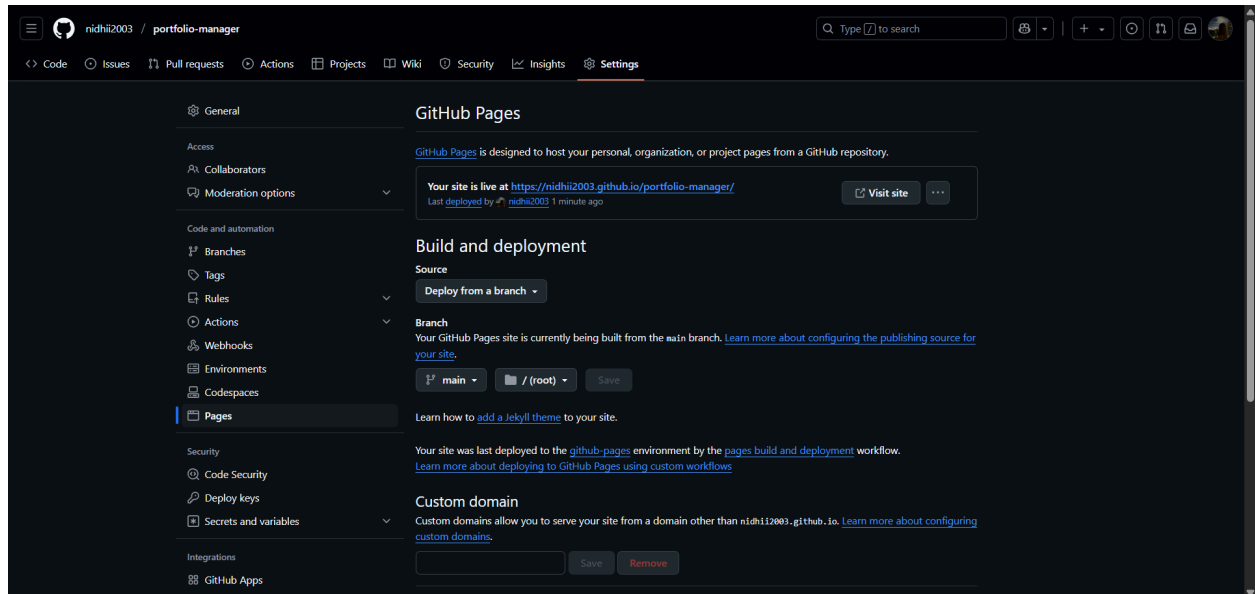 nidhii2003 / portfolio-manager
Type / to search
Code Issues Pull requests Actions Projects Wiki Security Insights Settings
General
Access
Collaborators
Moderation options
Code and automation
Branches
Tags
Rules
Actions
Webhooks
Environments
Codespaces
Pages
Security
Code Security
Deploy keys
Secrets and variables
Integrations
GitHub Apps
GitHub Pages
GitHub Pages is designed to host your personal, organization, or project pages from a GitHub repository.
Your site is live at https://nidhii2003.github.io/portfolio-manager/
Last deployed by nidhii2003 1 minute ago
Visit site
Build and deployment
Source
Deploy from a branch
Branch
Your GitHub Pages site is currently being built from the main branch. Learn more about configuring the publishing source for
your site.
main / (root) Save
Learn how to add a Jekyll theme to your site.
Your site was last deployed to the github-pages environment by the pages build and deployment workflow.
Learn more about deploying to GitHub Pages using custom workflows
Custom domain
Custom domains allow you to serve your site from a domain other than nidhii2003.github.io. Learn more about configuring
custom domains.
Save Remove